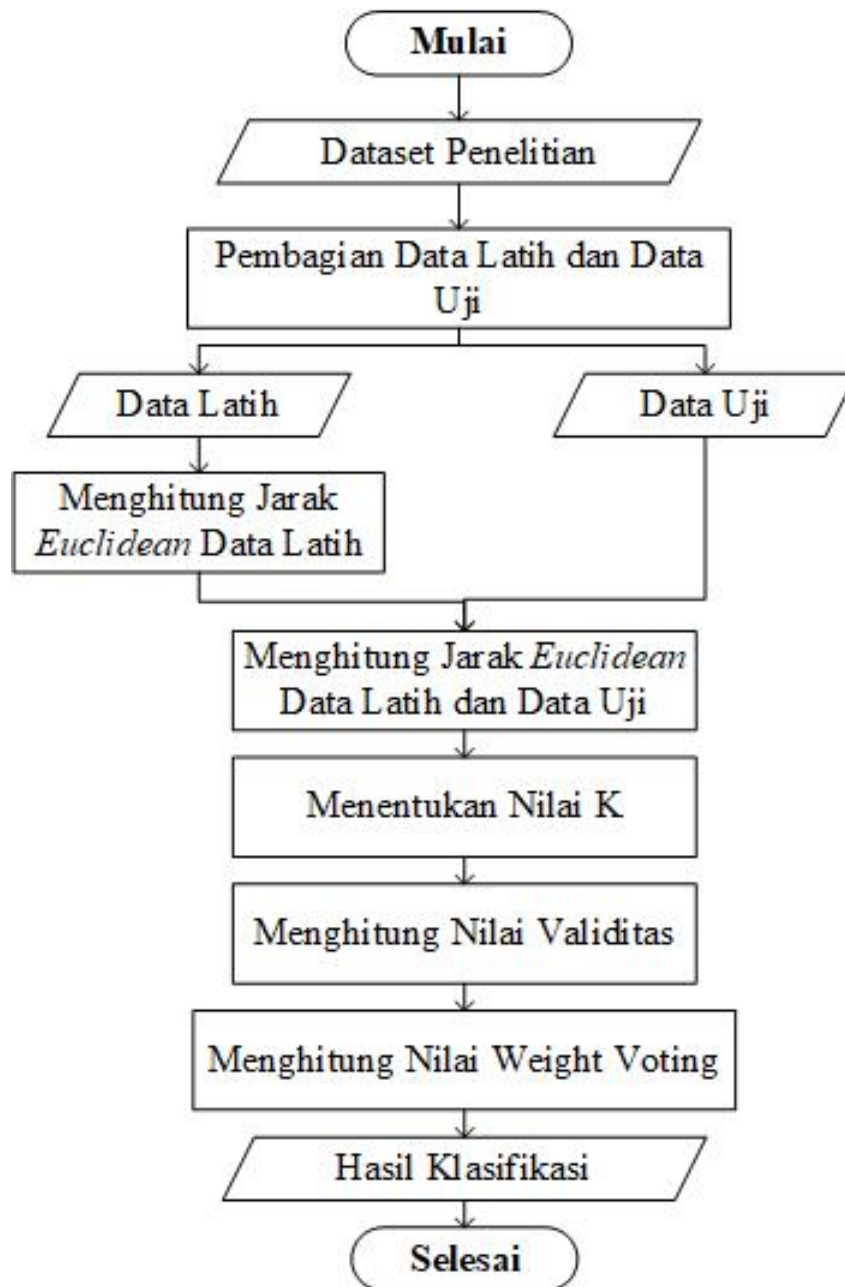 Mulai
Dataset Penelitian
Pembagian Data Latih dan Data
Uji
Data Latih
Data Uji
Menghitung Jarak
Euclidean Data Latih
Menghitung Jarak Euclidean
Data Latih dan Data Uji
Menentukan Nilai K
Menghitung Nilai Validitas
Menghitung Nilai Weight Voting
Hasil Klasifikasi
Selesai